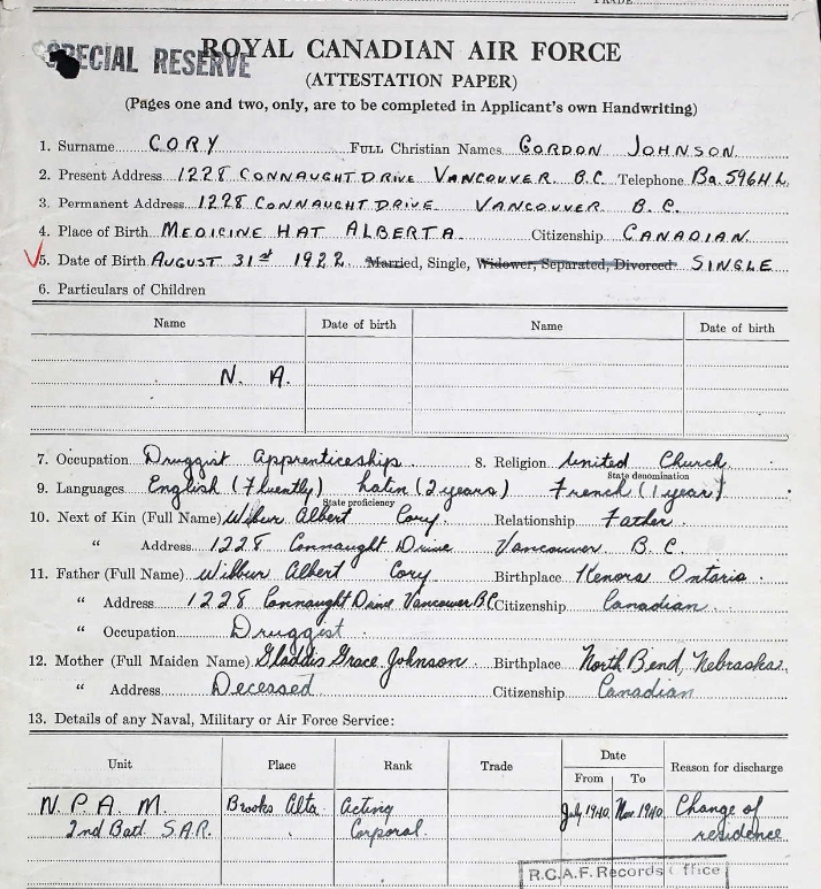 SPECIAL RESERVE
ROYAL CANADIAN AIR FORCE
(ATTESTATION PAPER)
(Pages one and two, only, are to be completed in Applicant's own Handwriting)
1. Surname CORY FULL Christian Names GORDON JOHNSON
2. Present Address 1228 CONNAUGHT DRIVE VANCOUVER B.C. Telephone Ba. 596H L
3. Permanent Address 1228 CONNAUGHT DRIVE VANCOUVER B.C.
4. Place of Birth MEDICINE HAT ALBERTA Citizenship CANADIAN
5. Date of Birth AUGUST 31st 1922 Married, Single, Widower, Separated, Divorced. SINGLE
6. Particulars of Children
Name Date of birth Name Date of birth
N. A.
7. Occupation Druggist Apprenticeship 8. Religion United Church
State denomination
9. Languages English (Fluently) Latin (2 years) French (1 year)
State proficiency
10. Next of Kin (Full Name) Wilbur Albert Cory Relationship Father
" Address 1228 Connaught Drive Vancouver B.C.
11. Father (Full Name) Wilbur Albert Cory Birthplace Kenora Ontario
" Address 1228 Connaught Drive Vancouver B.C. Citizenship Canadian
" Occupation Druggist
12. Mother (Full Maiden Name) Gladdis Grace Johnson Birthplace North Bend, Nebraska
" Address Deceased Citizenship Canadian
13. Details of any Naval, Military or Air Force Service:
Unit Place Rank Trade Date Reason for discharge
From To
N. P. A. M. Brooks Alta Acting July 1940 Nov 1940 Change of
2nd Batl S.A.R. Corporal residence
R.C.A.F. Records Office